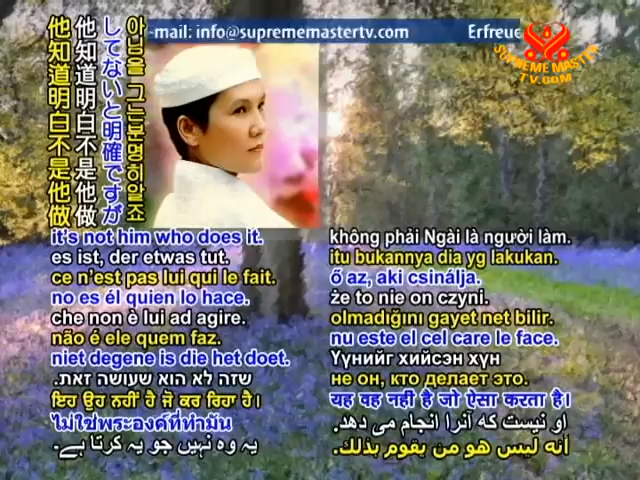 -mail: info@suprememastertv.com
Erfreue
SUPREME MASTER
TV.COM
他知道明白不是他做
他知道明白不是他做
してないと明確ですが
아님을 그는 분명히 알죠
it's not him who does it.
es ist, der etwas tut.
ce n'est pas lui qui le fait.
no es él quien lo hace.
che non è lui ad agire.
não é ele quem faz.
niet degene is die het doet.
שזה לא הוא שעושה זאת.
ਇਹ ਉਹ ਨਹੀਂ ਹੈ ਜੋ ਕਰ ਰਿਹਾ ਹੈ।
ไม่ใช่พระองค์ที่ทำมัน
یہ وہ نہیں جو یہ کرتا ہے۔
không phải Ngài là người làm.
itu bukannya dia yg lakukan.
ő az, aki csinálja.
że to nie on czyni.
olmadığını gayet net bilir.
nu este el cel care le face.
Үүнийг хийсэн хүн
не он, кто делает это.
यह वह नहीं है जो ऐसा करता है।
او نیست که آنرا انجام می دهد.
أنه ليس هو من يقوم بذلك.